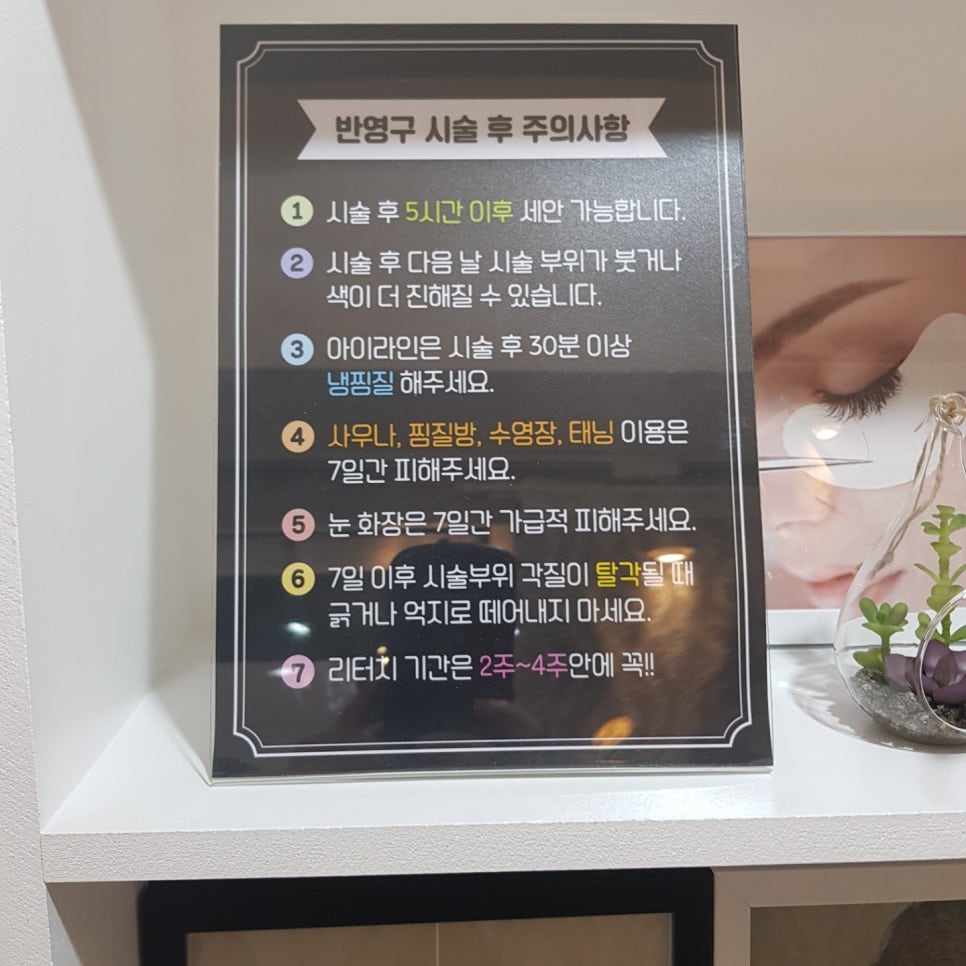 반영구 시술 후 주의사항
1 시술 후 5시간 이후 세안 가능합니다.
2 시술 후 다음 날 시술 부위가 붓거나
색이 더 진해질 수 있습니다.
3 아이라인은 시술 후 30분 이상
냉찜질 해주세요.
4 사우나, 찜질방, 수영장, 태닝 이용은
7일간 피해주세요.
5 눈 화장은 7일간 가급적 피해주세요.
6 7일 이후 시술부위 각질이 탈각될 때
긁거나 억지로 떼어내지 마세요.
7 리터치 기간은 2주~4주안에 꼭!!